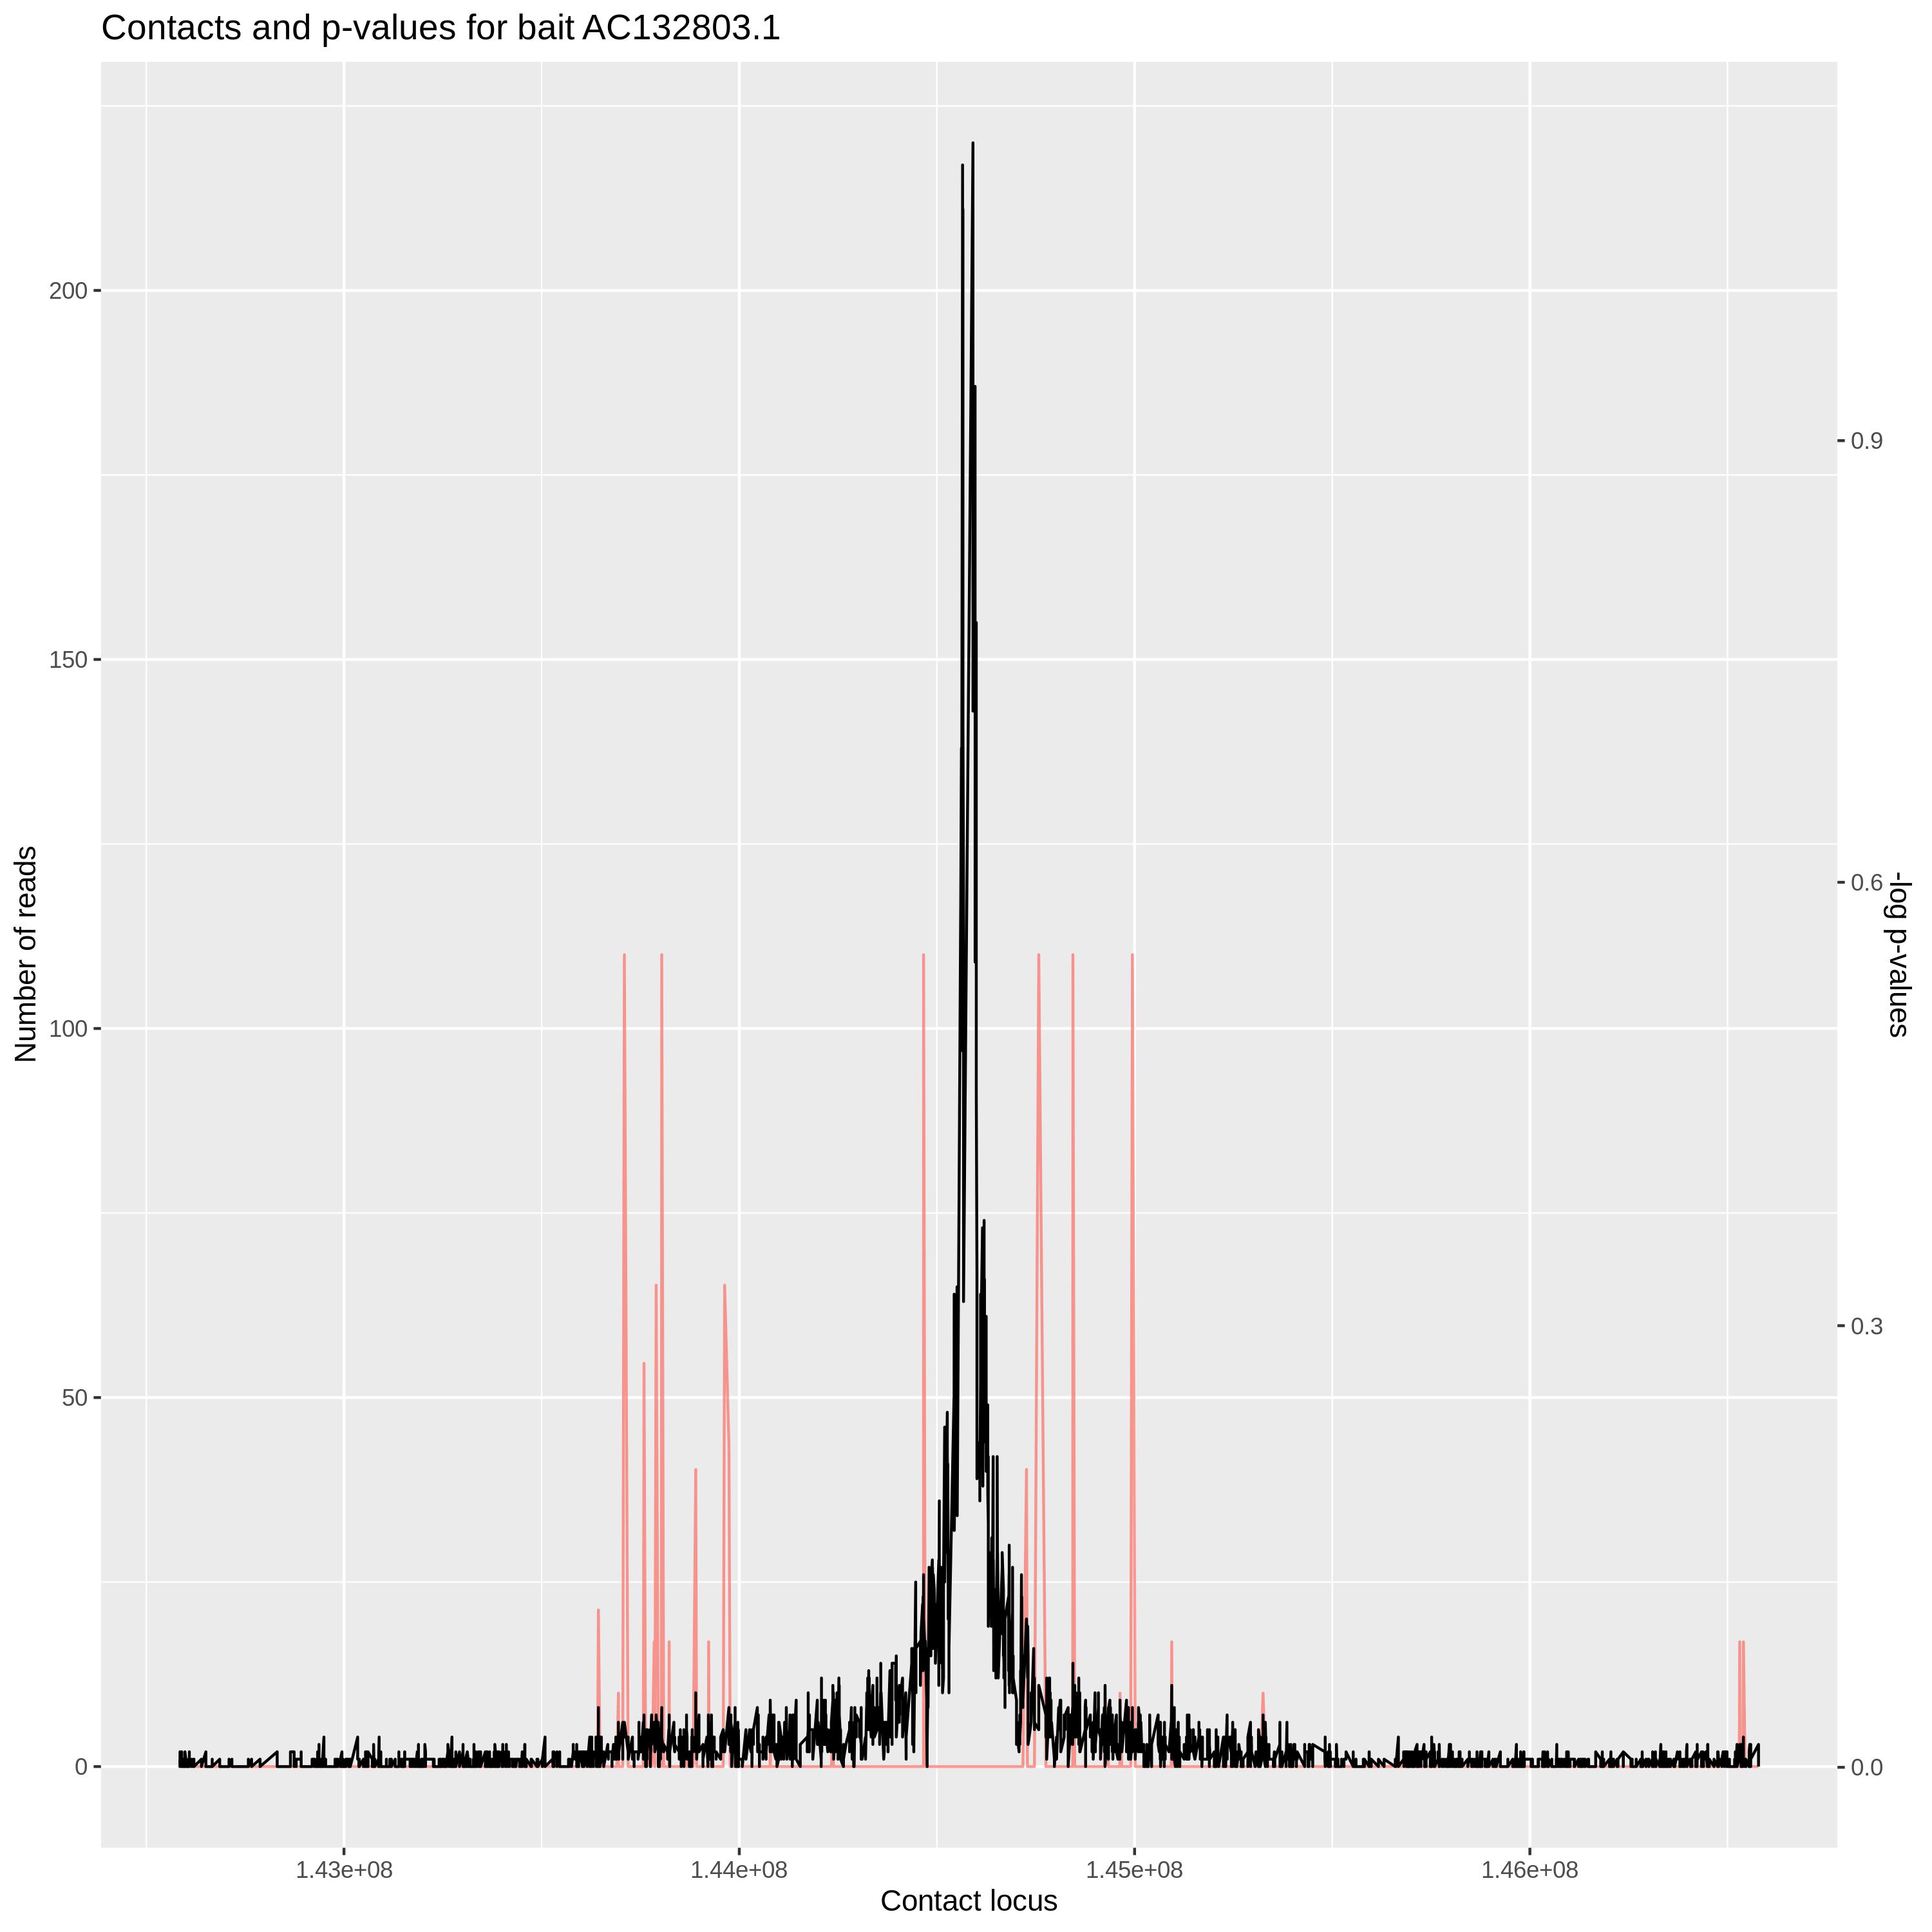 Contacts and p-values for bait AC132803.1
Number of reads
200
150
100
50
0
0.9
0.6
0.3
0.0
-log p-values
1.43e+08
1.44e+08
1.45e+08
1.46e+08
Contact locus